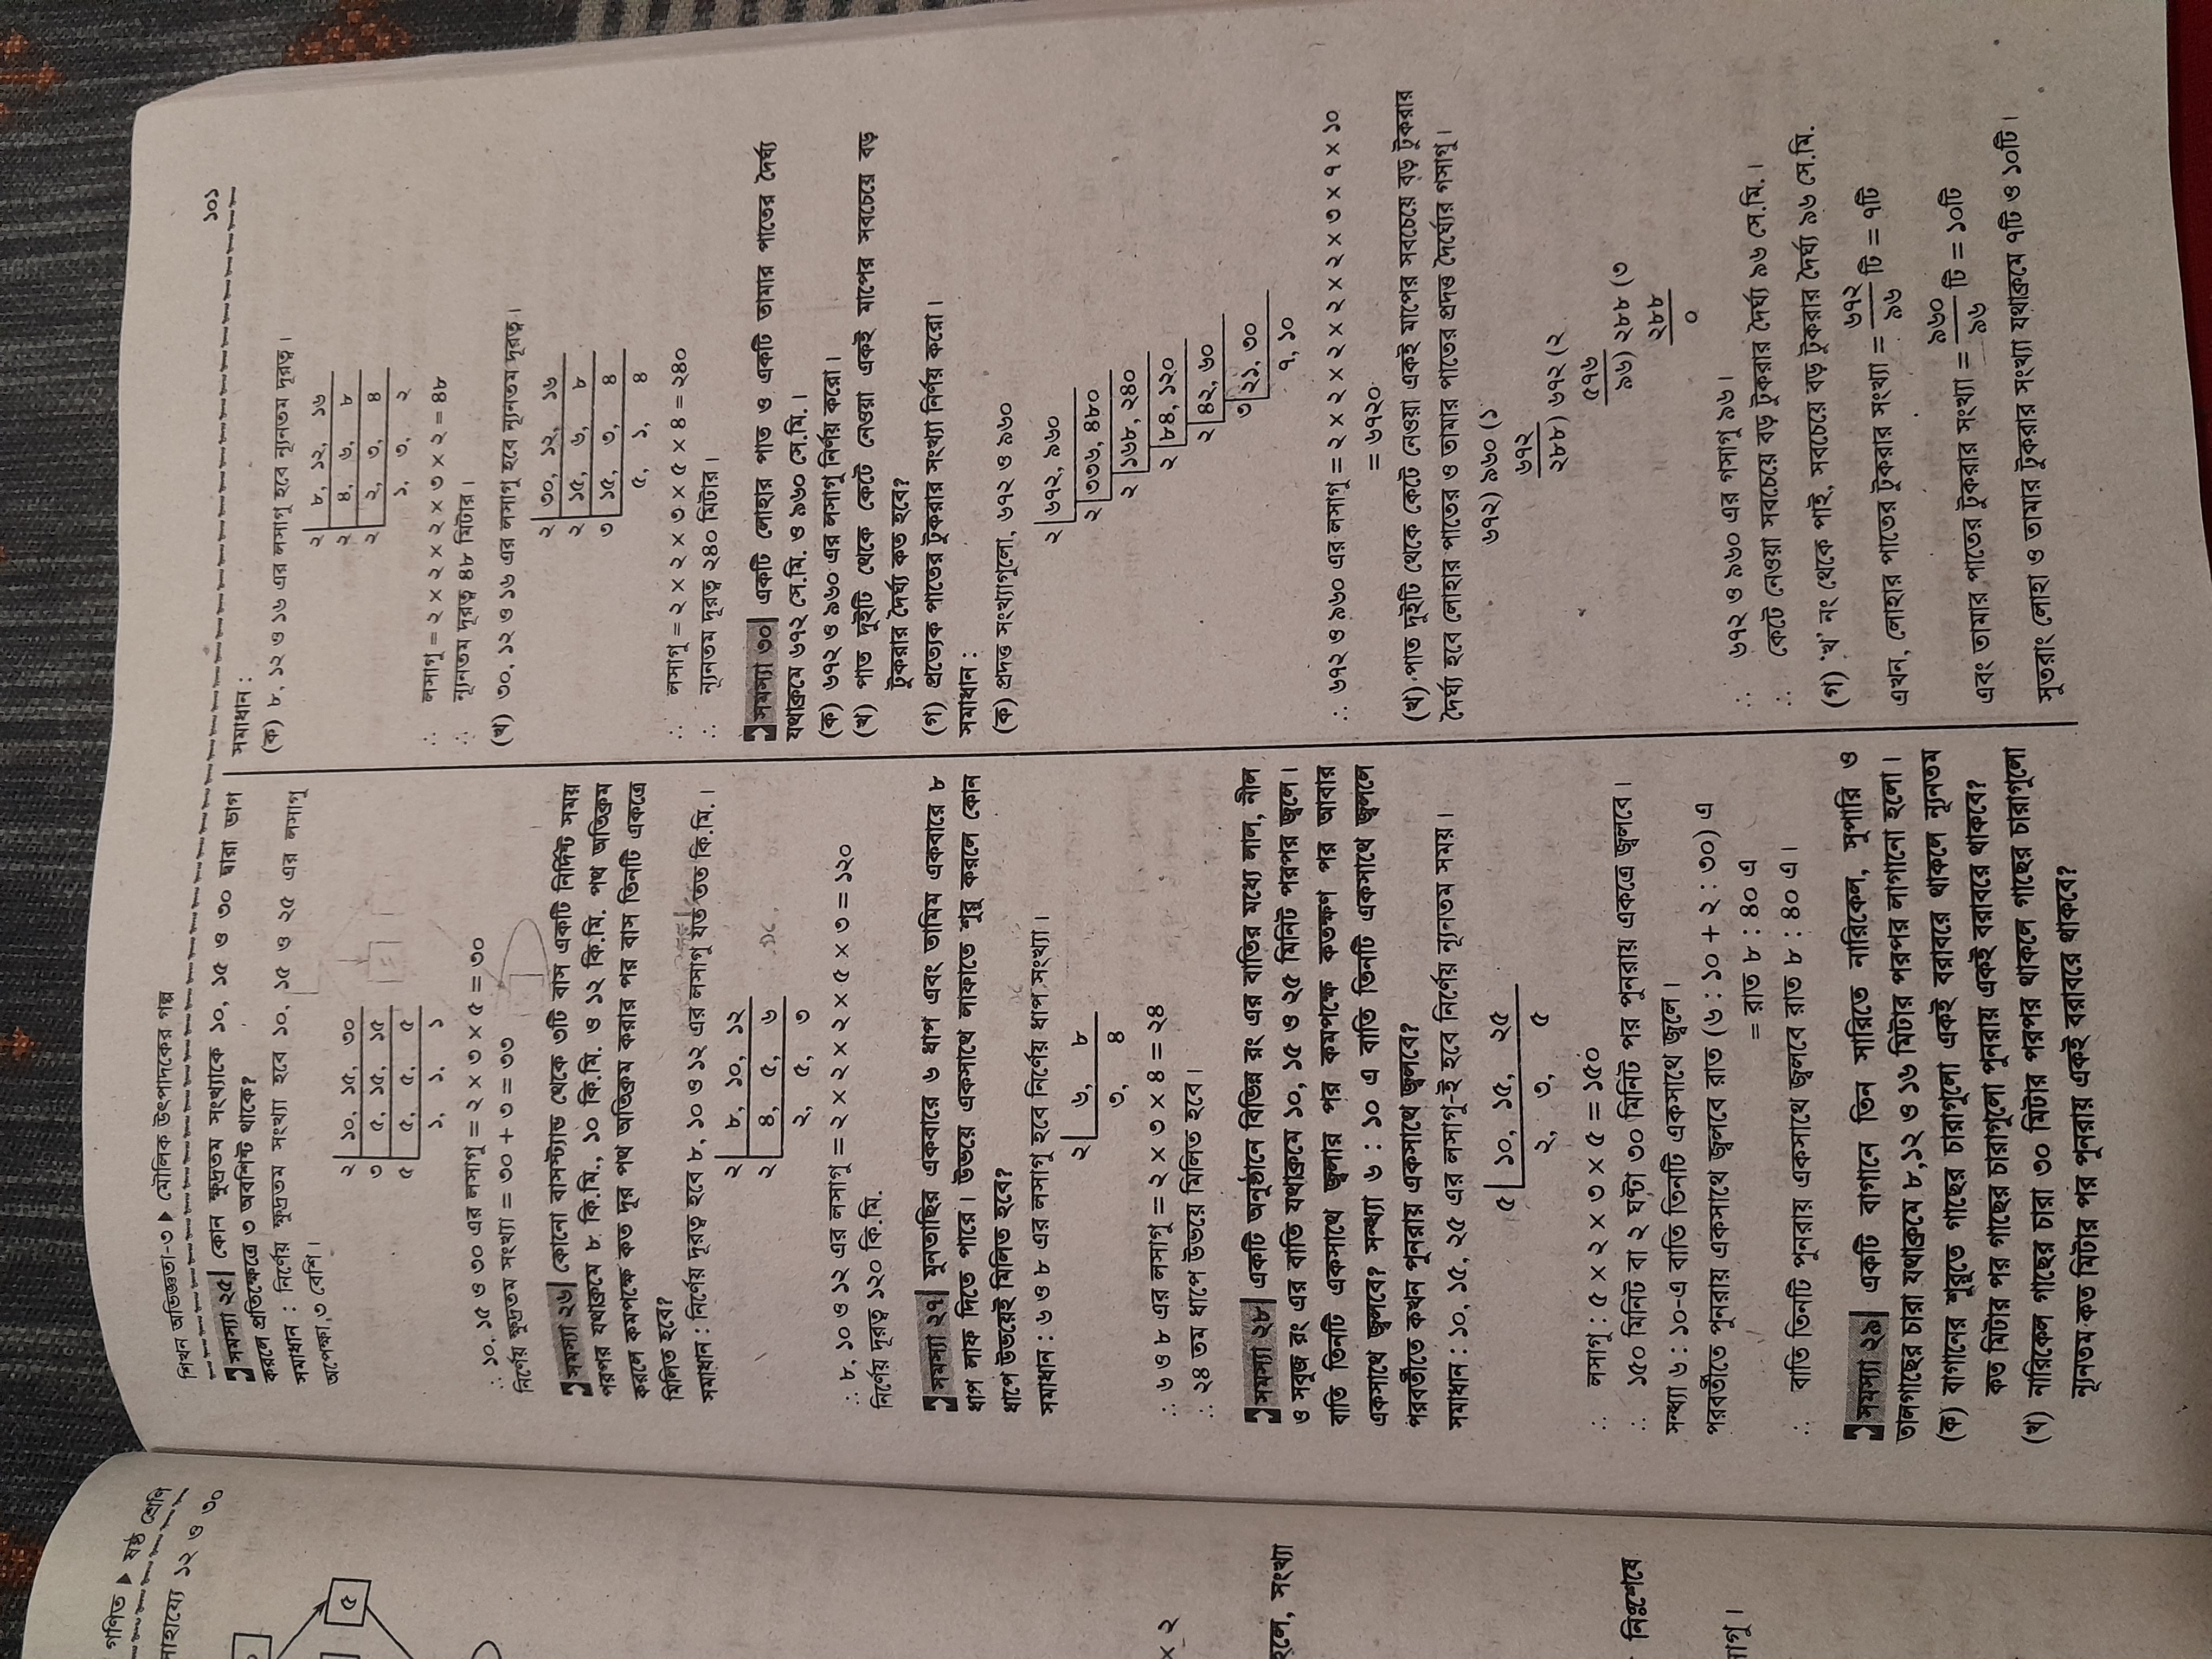 গণিত ▶ ষষ্ঠ শ্রেণি
সাহায্যে ১২ ও ৩০
৫
× ২
হলে, সংখ্যা
নিঃশেষে
সাগু।
শিখন অভিজ্ঞতা-৩ ▶ মৌলিক উৎপাদকের গল্প
১০১
সমস্যা ২৫| কোন ক্ষুদ্রতম সংখ্যাকে ১০, ১৫ ও ৩০ দ্বারা ভাগ
করলে প্রতিক্ষেত্রে ৩ অবশিষ্ট থাকে?
সমাধান : নির্ণেয় ক্ষুদ্রতম সংখ্যা হবে ১০, ১৫ ও ২৫ এর লসাগু
অপেক্ষা ৩ বেশি।
২ | ১০, ১৫, ৩০
৩ | ৫, ১৫, ১৫
৫ | ৫, ৫, ৫
১, ১, ১
∴ ১০, ১৫ ও ৩০ এর লসাগু = ২ × ৩ × ৫ = ৩০
নির্ণেয় ক্ষুদ্রতম সংখ্যা = ৩০ + ৩ = ৩৩
সমস্যা ২৬| কোনো বাসস্ট্যান্ড থেকে ৩টি বাস একটি নির্দিষ্ট সময়
পরপর যথাক্রমে ৮ কি.মি., ১০ কি.মি. ও ১২ কি.মি. পথ অতিক্রম
করলে কমপক্ষে কত দূর পথ অতিক্রম করার পর বাস তিনটি একত্রে
মিলিত হবে?
সমাধান : নির্ণেয় দূরত্ব হবে ৮, ১০ ও ১২ এর লসাগু যত তত কি.মি.।
২ | ৮, ১০, ১২
২ | ৪, ৫, ৬
২, ৫, ৩
∴ ৮, ১০ ও ১২ এর লসাগু = ২ × ২ × ২ × ৫ × ৩ = ১২০
নির্ণেয় দূরত্ব ১২০ কি.মি.
সমস্যা ২৭| মুনতাছির একবারে ৬ ধাপ এবং তামিম একবারে ৮
ধাপ লাফ দিতে পারে। উভয়ে একসাথে লাফাতে শুরু করলে কোন
ধাপে উভয়েই মিলিত হবে?
সমাধান : ৬ ও ৮ এর লসাগু হবে নির্ণেয় ধাপ সংখ্যা।
২ | ৬, ৮
৩, ৪
∴ ৬ ও ৮ এর লসাগু = ২ × ৩ × ৪ = ২৪
∴ ২৪ তম ধাপে উভয়ে মিলিত হবে।
সমস্যা ২৮| একটি অনুষ্ঠানে বিভিন্ন রং এর বাতির মধ্যে লাল, নীল
ও সবুজ রং এর বাতি যথাক্রমে ১০, ১৫ ও ২৫ মিনিট পরপর জ্বলে।
বাতি তিনটি একসাথে জ্বলার পর কমপক্ষে কতক্ষণ পর আবার
একসাথে জ্বলবে? সন্ধ্যা ৬ : ১০ এ বাতি তিনটি একসাথে জ্বললে
পরবর্তীতে কখন পুনরায় একসাথে জ্বলবে?
সমাধান : ১০, ১৫, ২৫ এর লসাগু-ই হবে নির্ণেয় ন্যূনতম সময়।
৫ | ১০, ১৫, ২৫
২, ৩, ৫
∴ লসাগু : ৫ × ২ × ৩ × ৫ = ১৫০
∴ ১৫০ মিনিট বা ২ ঘণ্টা ৩০ মিনিট পর পুনরায় একত্রে জ্বলবে।
সন্ধ্যা ৬ : ১০-এ বাতি তিনটি একসাথে জ্বলে।
পরবর্তীতে পুনরায় একসাথে জ্বলবে রাত (৬ : ১০ + ২ : ৩০) এ
= রাত ৮ : ৪০ এ
∴ বাতি তিনটি পুনরায় একসাথে জ্বলবে রাত ৮ : ৪০ এ।
সমস্যা ২৯| একটি বাগানে তিন সারিতে নারিকেল, সুপারি ও
তালগাছের চারা যথাক্রমে ৮,১২ ও ১৬ মিটার পরপর লাগানো হলো।
(ক) বাগানের শুরুতে গাছের চারাগুলো একই বরাবরে থাকলে ন্যূনতম
কত মিটার পর গাছের চারাগুলো পুনরায় একই বরাবরে থাকবে?
(খ) নারিকেল গাছের চারা ৩০ মিটার পরপর থাকলে গাছের চারাগুলো
ন্যূনতম কত মিটার পর পুনরায় একই বরাবরে থাকবে?
সমাধান :
(ক) ৮, ১২ ও ১৬ এর লসাগু হবে ন্যূনতম দূরত্ব।
২ | ৮, ১২, ১৬
২ | ৪, ৬, ৮
২ | ২, ৩, ৪
১, ৩, ২
∴ লসাগু = ২ × ২ × ২ × ৩ × ২ = ৪৮
∴ ন্যূনতম দূরত্ব ৪৮ মিটার।
(খ) ৩০, ১২ ও ১৬ এর লসাগু হবে ন্যূনতম দূরত্ব।
২ | ৩০, ১২, ১৬
২ | ১৫, ৬, ৮
৩ | ১৫, ৩, ৪
৫, ১, ৪
∴ লসাগু = ২ × ২ × ৩ × ৫ × ৪ = ২৪০
∴ ন্যূনতম দূরত্ব ২৪০ মিটার।
সমস্যা ৩০| একটি লোহার পাত ও একটি তামার পাতের দৈর্ঘ্য
যথাক্রমে ৬৭২ সে.মি. ও ৯৬০ সে.মি.।
(ক) ৬৭২ ও ৯৬০ এর লসাগু নির্ণয় করো।
(খ) পাত দুইটি থেকে কেটে নেওয়া একই মাপের সবচেয়ে বড়
টুকরার দৈর্ঘ্য কত হবে?
(গ) প্রত্যেক পাতের টুকরার সংখ্যা নির্ণয় করো।
সমাধান :
(ক) প্রদত্ত সংখ্যাগুলো, ৬৭২ ও ৯৬০
২ | ৬৭২, ৯৬০
২ | ৩৩৬, ৪৮০
২ | ১৬৮, ২৪০
২ | ৮৪, ১২০
২ | ৪২, ৬০
৩ | ২১, ৩০
৭, ১০
∴ ৬৭২ ও ৯৬০ এর লসাগু = ২ × ২ × ২ × ২ × ২ × ৩ × ৭ × ১০
= ৬৭২০
(খ) পাত দুইটি থেকে কেটে নেওয়া একই মাপের সবচেয়ে বড় টুকরার
দৈর্ঘ্য হবে লোহার পাতের ও তামার পাতের প্রদত্ত দৈর্ঘ্যের গসাগু।
৬৭২) ৯৬০ (১
৬৭২
২৮৮) ৬৭২ (২
৫৭৬
৯৬) ২৮৮ (৩
২৮৮
০
∴ ৬৭২ ও ৯৬০ এর গসাগু ৯৬।
∴ কেটে নেওয়া সবচেয়ে বড় টুকরার দৈর্ঘ্য ৯৬ সে.মি.।
(গ) ‘খ’ নং থেকে পাই, সবচেয়ে বড় টুকরার দৈর্ঘ্য ৯৬ সে.মি.
এখন, লোহার পাতের টুকরার সংখ্যা = ৬৭২/৯৬ টি = ৭টি
এবং তামার পাতের টুকরার সংখ্যা = ৯৬০/৯৬ টি = ১০টি
সুতরাং লোহা ও তামার টুকরার সংখ্যা যথাক্রমে ৭টি ও ১০টি।